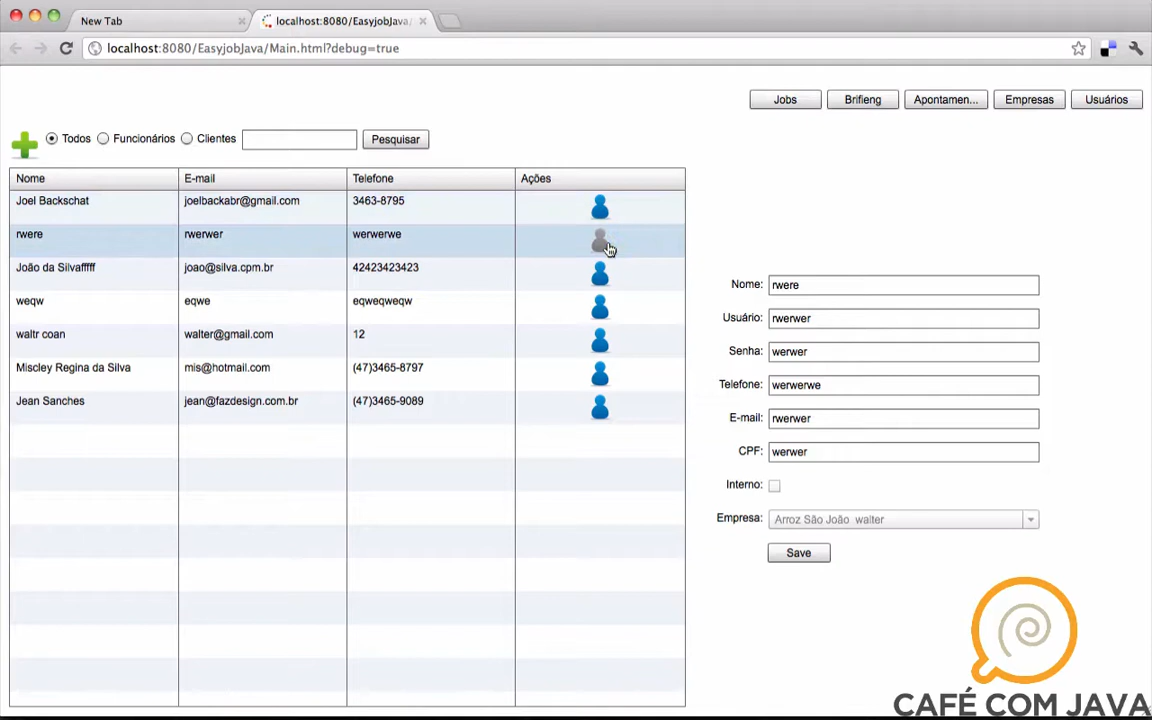 New Tab
localhost:8080/EasyjobJava/
localhost:8080/EasyjobJava/Main.html?debug=true
Jobs Brifieng Apontamen... Empresas Usuários
Todos Funcionários Clientes Pesquisar
Nome E-mail Telefone Ações
Joel Backschat joelbackabr@gmail.com 3463-8795
rwere rwerwer werwerwe
João da Silvafffff joao@silva.cpm.br 42423423423
weqw eqwe eqweqweqw
waltr coan walter@gmail.com 12
Miscley Regina da Silva mis@hotmail.com (47)3465-8797
Jean Sanches jean@fazdesign.com.br (47)3465-9089
Nome: rwere
Usuário: rwerwer
Senha: werwer
Telefone: werwerwe
E-mail: rwerwer
CPF: werwer
Interno:
Empresa: Arroz São João walter
Save
CAFÉ COM JAVA